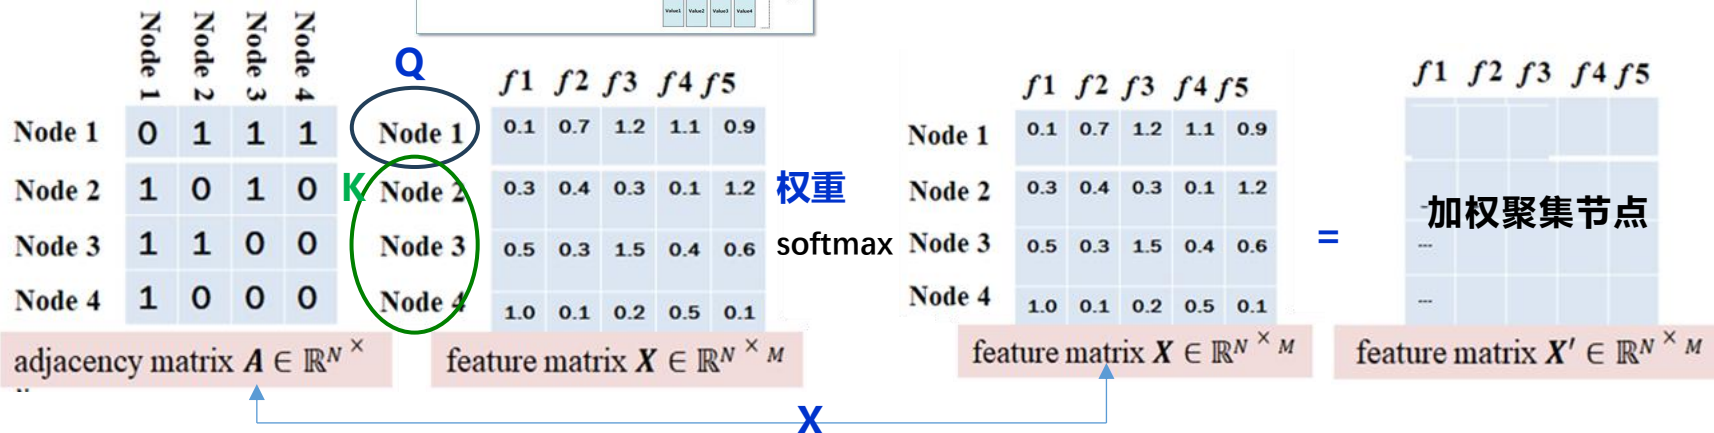 Value1 Value2 Value3 Value4
Node 1 Node 2 Node 3 Node 4
Node 1 0 1 1 1
Node 2 1 0 1 0
Node 3 1 1 0 0
Node 4 1 0 0 0
adjacency matrix A ∈ ℝᴺ ×
Q
K
f1 f2 f3 f4 f5
Node 1 0.1 0.7 1.2 1.1 0.9
Node 2 0.3 0.4 0.3 0.1 1.2
Node 3 0.5 0.3 1.5 0.4 0.6
Node 4 1.0 0.1 0.2 0.5 0.1
feature matrix X ∈ ℝᴺ × ᴹ
权重
softmax
f1 f2 f3 f4 f5
Node 1 0.1 0.7 1.2 1.1 0.9
Node 2 0.3 0.4 0.3 0.1 1.2
Node 3 0.5 0.3 1.5 0.4 0.6
Node 4 1.0 0.1 0.2 0.5 0.1
feature matrix X ∈ ℝᴺ × ᴹ
=
f1 f2 f3 f4 f5
加权聚集节点
---
---
feature matrix X′ ∈ ℝᴺ × ᴹ
X